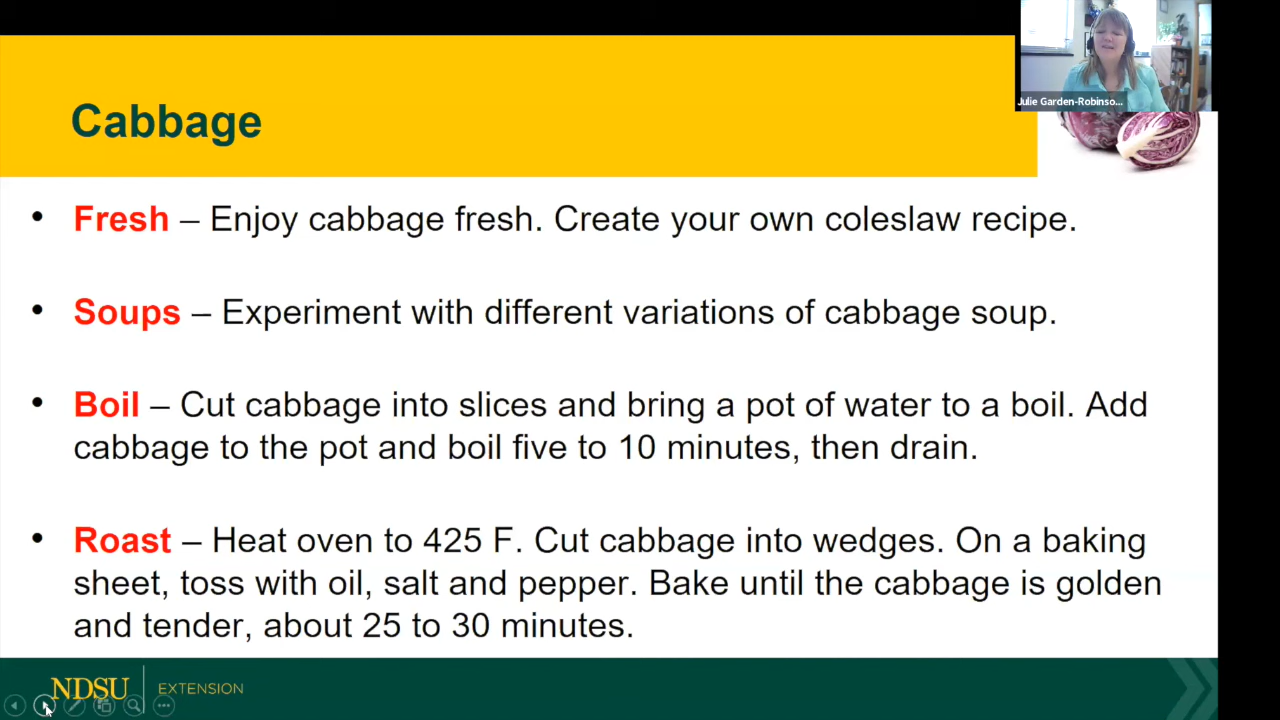 Julie Garden-Robinso...
Cabbage
• Fresh – Enjoy cabbage fresh. Create your own coleslaw recipe.
• Soups – Experiment with different variations of cabbage soup.
• Boil – Cut cabbage into slices and bring a pot of water to a boil. Add
cabbage to the pot and boil five to 10 minutes, then drain.
• Roast – Heat oven to 425 F. Cut cabbage into wedges. On a baking
sheet, toss with oil, salt and pepper. Bake until the cabbage is golden
and tender, about 25 to 30 minutes.
NDSU EXTENSION